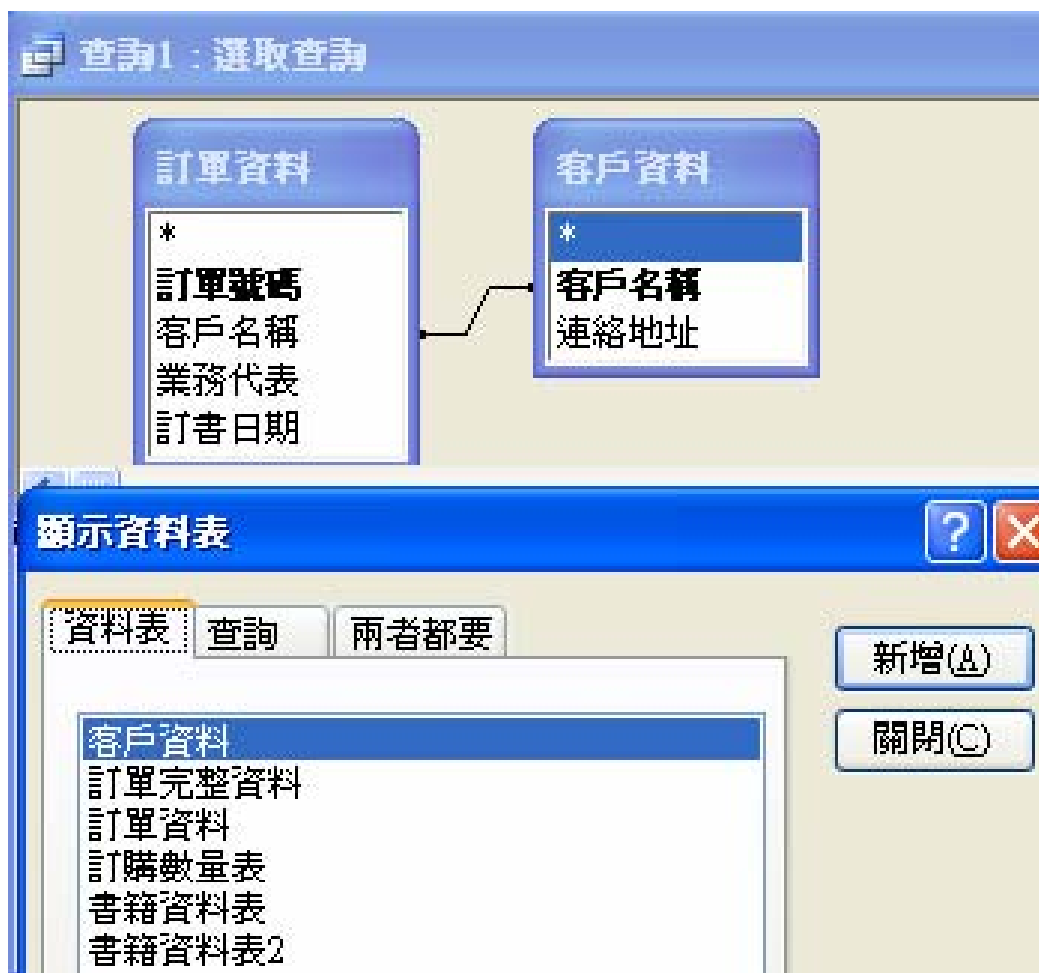 查詢1：選取查詢
訂單資料
*
訂單號碼
客戶名稱
業務代表
訂書日期
客戶資料
*
客戶名稱
連絡地址
顯示資料表
資料表 查詢 兩者都要
新增(A)
關閉(C)
客戶資料
訂單完整資料
訂單資料
訂購數量表
書籍資料表
書籍資料表2